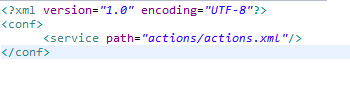 <?xml version="1.0" encoding="UTF-8"?>
<conf>
<service path="actions/actions.xml"/>
</conf>